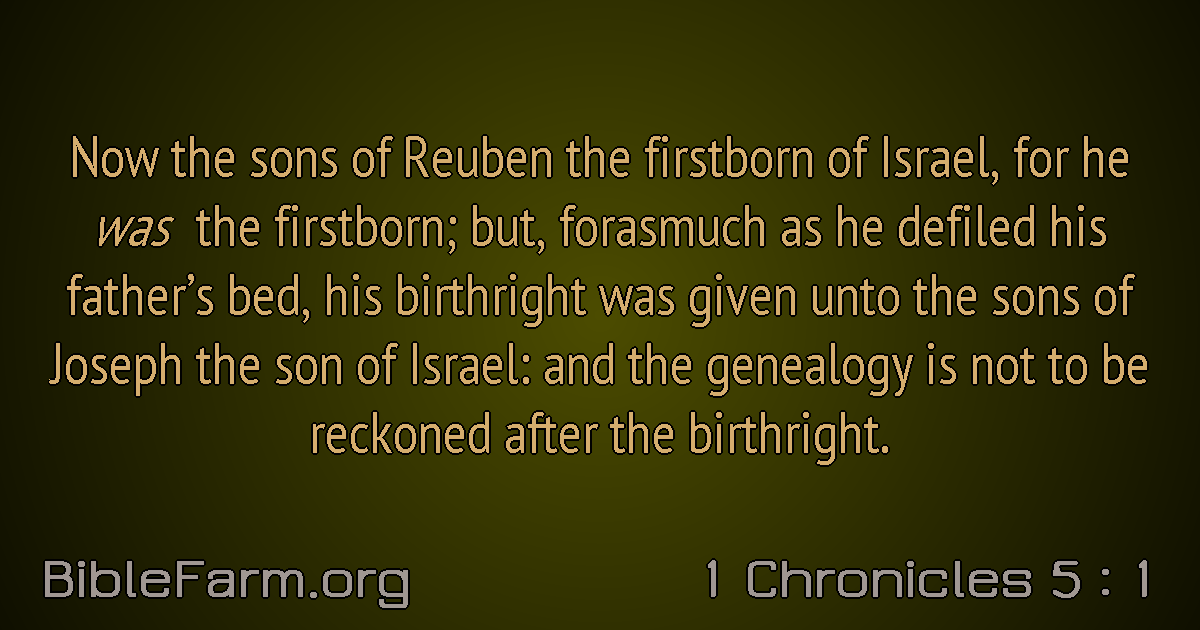 Now the sons of Reuben the firstborn of Israel, for he
was the firstborn; but, forasmuch as he defiled his
father’s bed, his birthright was given unto the sons of
Joseph the son of Israel: and the genealogy is not to be
reckoned after the birthright.
BibleFarm.org
1 Chronicles 5 : 1